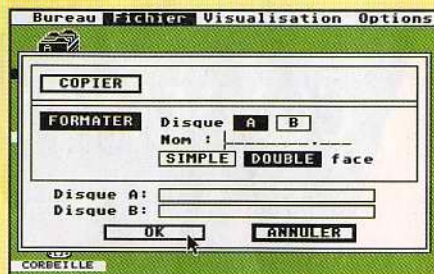 Bureau Fichier Visualisation Options
A
COPIER
FORMATER Disque A B
Nom : ________.___
SIMPLE DOUBLE face
Disque A:
Disque B:
OK ANNULER
CORBEILLE